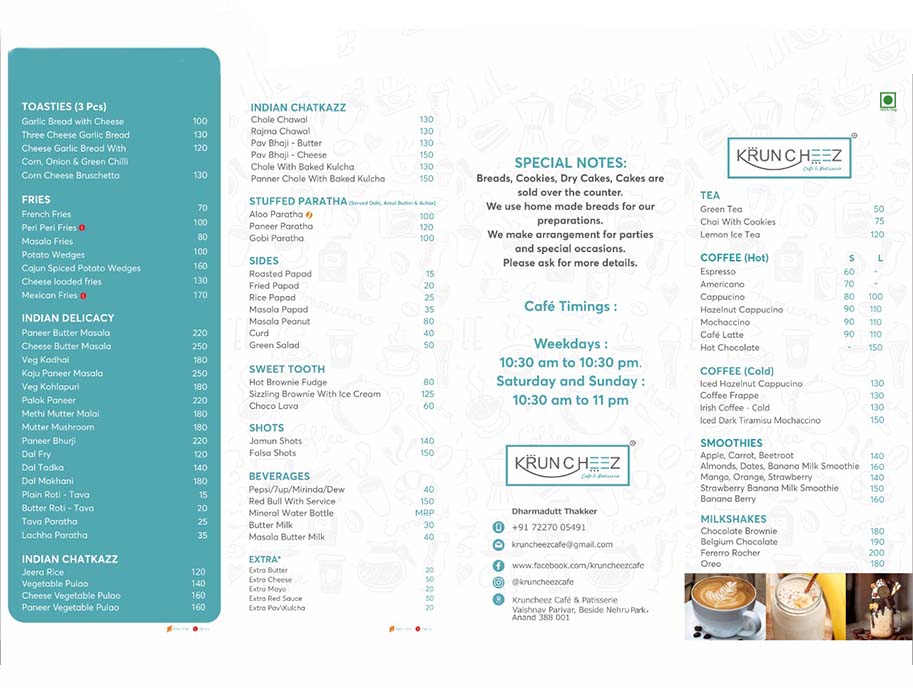 TOASTIES (3 Pcs)
Garlic Bread with Cheese 100
Three Cheese Garlic Bread 130
Cheese Garlic Bread With 120
Corn, Onion & Green Chilli
Corn Cheese Bruschetta 130
FRIES
French Fries 70
Peri Peri Fries 100
Masala Fries 80
Potato Wedges 100
Cajun Spiced Potato Wedges 160
Cheese loaded fries 130
Mexican Fries 170
INDIAN DELICACY
Paneer Butter Masala 220
Cheese Butter Masala 250
Veg Kadhai 180
Kaju Paneer Masala 250
Veg Kohlapuri 180
Palak Paneer 220
Methi Mutter Malai 180
Mutter Mushroom 180
Paneer Bhurji 220
Dal Fry 120
Dal Tadka 140
Dal Makhani 180
Plain Roti - Tava 15
Butter Roti - Tava 20
Tava Paratha 25
Lachha Paratha 35
INDIAN CHATKAZZ
Jeera Rice 120
Vegetable Pulao 140
Cheese Vegetable Pulao 160
Paneer Vegetable Pulao 160
INDIAN CHATKAZZ
Chole Chawal 130
Rajma Chawal 130
Pav Bhaji - Butter 130
Pav Bhaji - Cheese 150
Chole With Baked Kulcha 130
Panner Chole With Baked Kulcha 150
STUFFED PARATHA (Served Dahi, Amul Butter & Achar)
Aloo Paratha 100
Paneer Paratha 120
Gobi Paratha 100
SIDES
Roasted Papad 15
Fried Papad 20
Rice Papad 25
Masala Papad 35
Masala Peanut 80
Curd 40
Green Salad 50
SWEET TOOTH
Hot Brownie Fudge 80
Sizzling Brownie With Ice Cream 125
Choco Lava 60
SHOTS
Jamun Shots 140
Falsa Shots 150
BEVERAGES
Pepsi/7up/Mirinda/Dew 40
Red Bull With Service 150
Mineral Water Bottle MRP
Butter Milk 30
Masala Butter Milk 40
EXTRA*
Extra Butter 20
Extra Cheese 50
Extra Mayo 20
Extra Red Sauce 50
Extra Pav\Kulcha 20
SPECIAL NOTES:
Breads, Cookies, Dry Cakes, Cakes are
sold over the counter.
We use home made breads for our
preparations.
We make arrangement for parties
and special occasions.
Please ask for more details.
Café Timings :
Weekdays :
10:30 am to 10:30 pm.
Saturday and Sunday :
10:30 am to 11 pm
KRUNCHEEZ
Café & Patisserie
Dharmadutt Thakker
+91 72270 05491
kruncheezcafe@gmail.com
www.facebook.com/kruncheezcafe
@kruncheezcafe
Kruncheez Café & Patisserie
Vaishnav Parivar, Beside Nehru Park,
Anand 388 001
KRUNCHEEZ
Café & Patisserie
TEA
Green Tea 50
Chai With Cookies 75
Lemon Ice Tea 120
COFFEE (Hot) S L
Espresso 60 -
Americano 70 -
Cappucino 80 100
Hazelnut Cappucino 90 110
Mochaccino 90 110
Café Latte 90 110
Hot Chocolate - 150
COFFEE (Cold)
Iced Hazelnut Cappucino 130
Coffee Frappe 130
Irish Coffee - Cold 130
Iced Dark Tiramisu Mochaccino 150
SMOOTHIES
Apple, Carrot, Beetroot 140
Almonds, Dates, Banana Milk Smoothie 160
Mango, Orange, Strawberry 140
Strawberry Banana Milk Smoothie 150
Banana Berry 160
MILKSHAKES
Chocolate Brownie 180
Belgium Chocolate 190
Fererro Rocher 200
Oreo 180